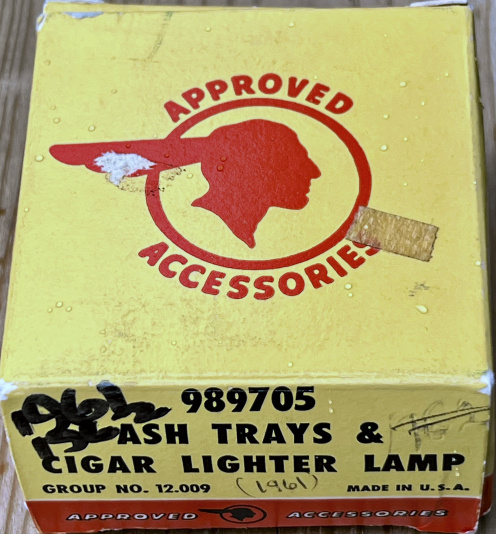 APPROVED
ACCESSORIES
989705
ASH TRAYS &
CIGAR LIGHTER LAMP
GROUP NO. 12.009 (1961) MADE IN U.S.A.
APPROVED ACCESSORIES